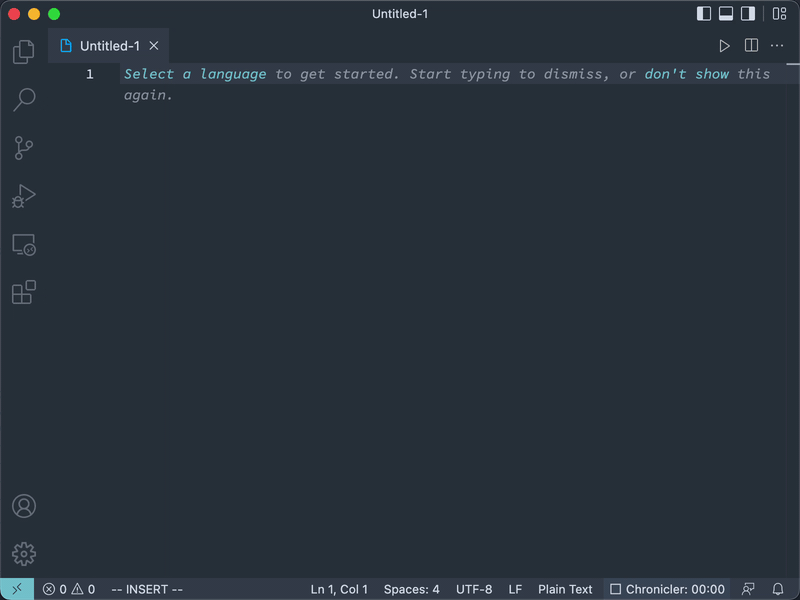 Untitled-1
Untitled-1
1 Select a language to get started. Start typing to dismiss, or don't show this
again.
0 0 -- INSERT -- Ln 1, Col 1 Spaces: 4 UTF-8 LF Plain Text Chronicler: 00:00